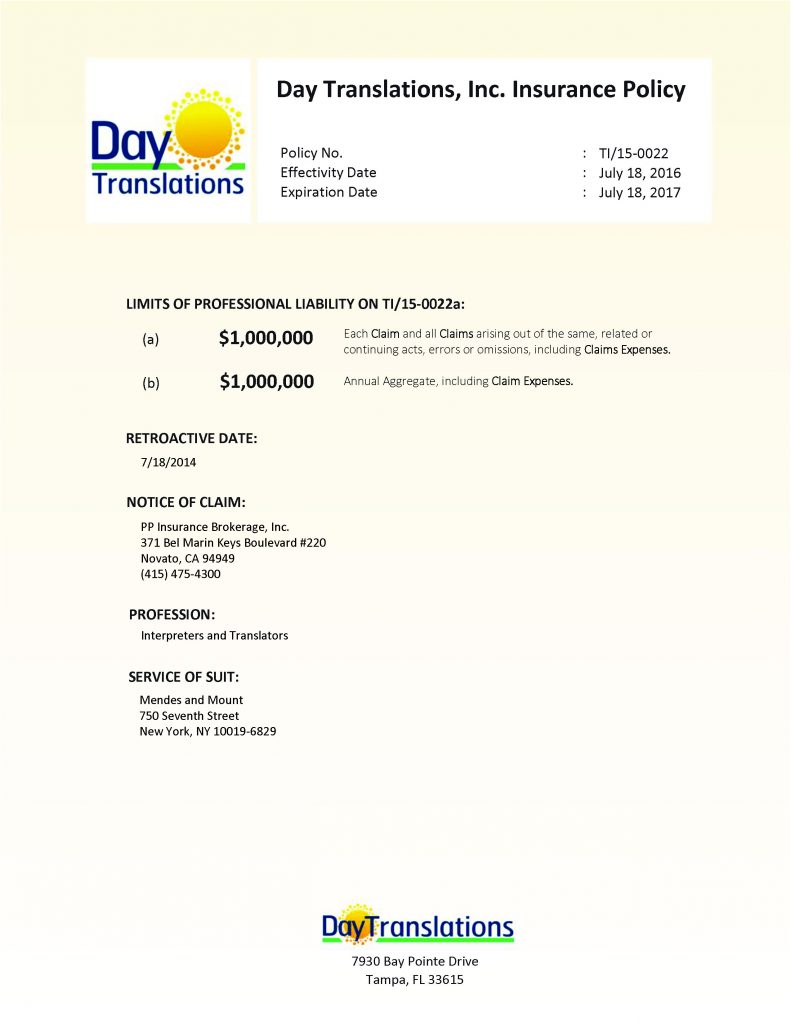 Day
Translations
Day Translations, Inc. Insurance Policy
Policy No. : TI/15-0022
Effectivity Date : July 18, 2016
Expiration Date : July 18, 2017
LIMITS OF PROFESSIONAL LIABILITY ON TI/15-0022a:
(a) $1,000,000 Each Claim and all Claims arising out of the same, related or
continuing acts, errors or omissions, including Claims Expenses.
(b) $1,000,000 Annual Aggregate, including Claim Expenses.
RETROACTIVE DATE:
7/18/2014
NOTICE OF CLAIM:
PP Insurance Brokerage, Inc.
371 Bel Marin Keys Boulevard #220
Novato, CA 94949
(415) 475-4300
PROFESSION:
Interpreters and Translators
SERVICE OF SUIT:
Mendes and Mount
750 Seventh Street
New York, NY 10019-6829
DayTranslations
7930 Bay Pointe Drive
Tampa, FL 33615